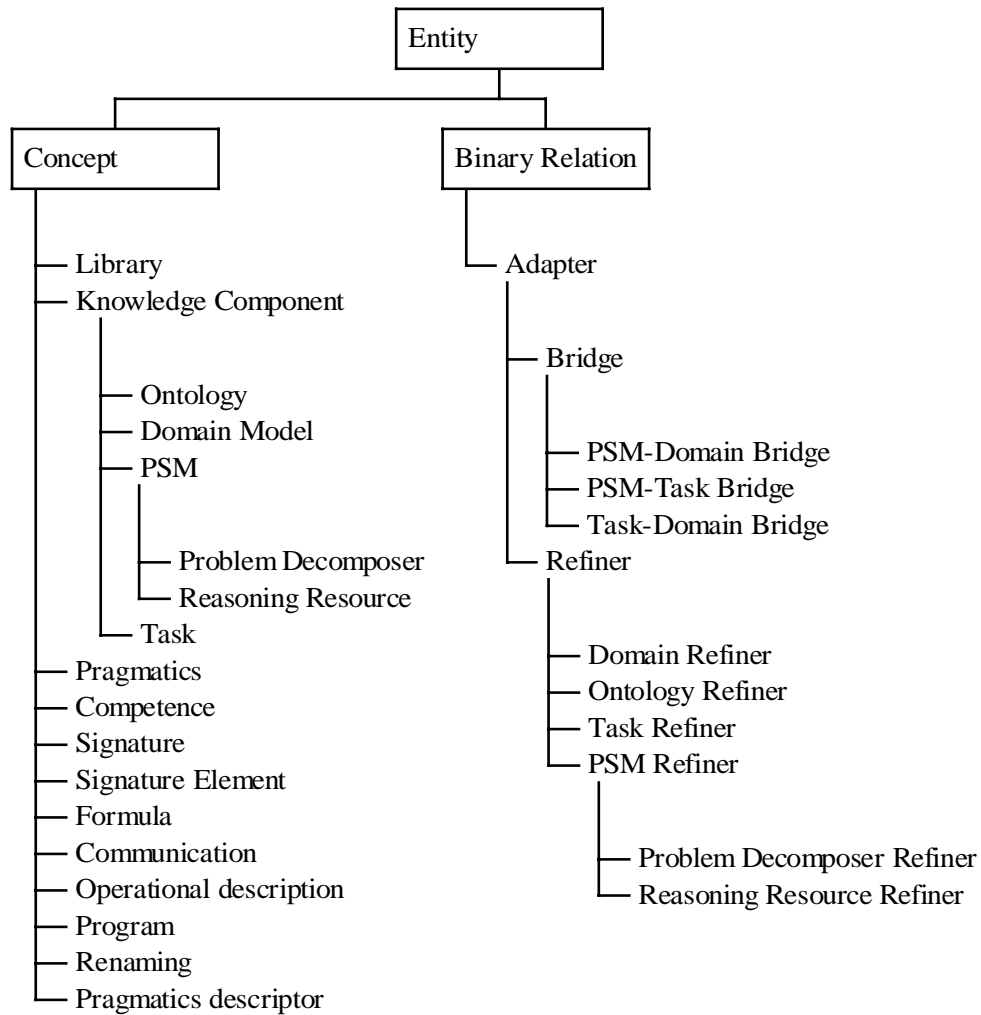 Entity
Concept
Binary Relation
Library
Knowledge Component
Ontology
Domain Model
PSM
Problem Decomposer
Reasoning Resource
Task
Pragmatics
Competence
Signature
Signature Element
Formula
Communication
Operational description
Program
Renaming
Pragmatics descriptor
Adapter
Bridge
PSM-Domain Bridge
PSM-Task Bridge
Task-Domain Bridge
Refiner
Domain Refiner
Ontology Refiner
Task Refiner
PSM Refiner
Problem Decomposer Refiner
Reasoning Resource Refiner